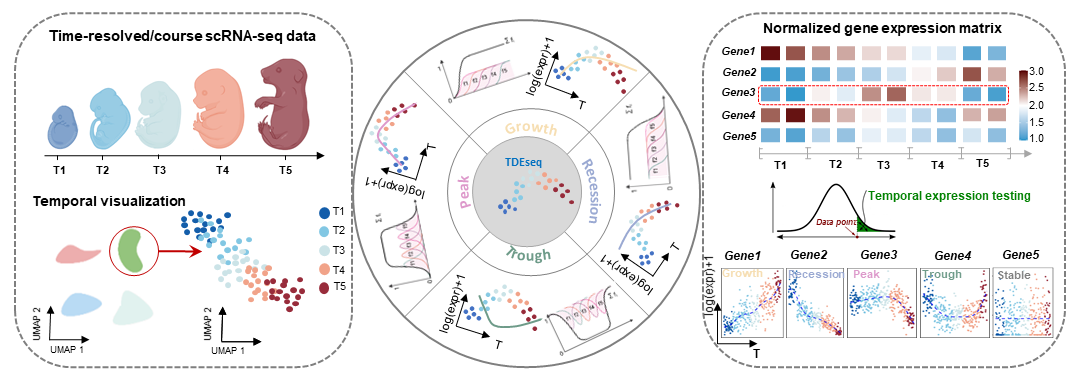 Time-resolved/course scRNA-seq data
T1
T2
T3
T4
T5
Temporal visualization
T1
T2
T3
T4
T5
UMAP 2
UMAP 1
UMAP 2
UMAP 1
TDEseq
Growth
Recession
Trough
Peak
log(expr)+1
T
log(expr)+1
T
log(expr)+1
T
log(expr)+1
T
Normalized gene expression matrix
Gene1
Gene2
Gene3
Gene4
Gene5
3.0
2.5
2.0
1.5
1.0
T1
T2
T3
T4
T5
Temporal expression testing
Data point
Gene1
Gene2
Gene3
Gene4
Gene5
Growth
Recession
Peak
Trough
Stable
log(expr)+1
T